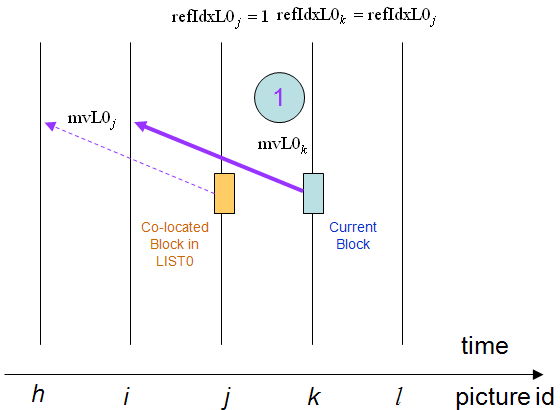 refIdxL0j = 1 refIdxL0k = refIdxL0j
1
mvL0j
mvL0k
Co-located
Block in
LIST0
Current
Block
time
h i j k l picture id